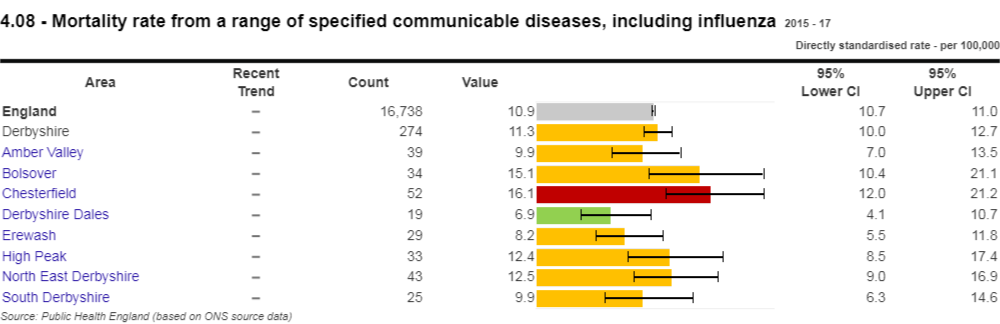 4.08 - Mortality rate from a range of specified communicable diseases, including influenza 2015 - 17
Directly standardised rate - per 100,000
Area Recent Trend Count Value 95% Lower CI 95% Upper CI
England – 16,738 10.9 10.7 11.0
Derbyshire – 274 11.3 10.0 12.7
Amber Valley – 39 9.9 7.0 13.5
Bolsover – 34 15.1 10.4 21.1
Chesterfield – 52 16.1 12.0 21.2
Derbyshire Dales – 19 6.9 4.1 10.7
Erewash – 29 8.2 5.5 11.8
High Peak – 33 12.4 8.5 17.4
North East Derbyshire – 43 12.5 9.0 16.9
South Derbyshire – 25 9.9 6.3 14.6
Source: Public Health England (based on ONS source data)